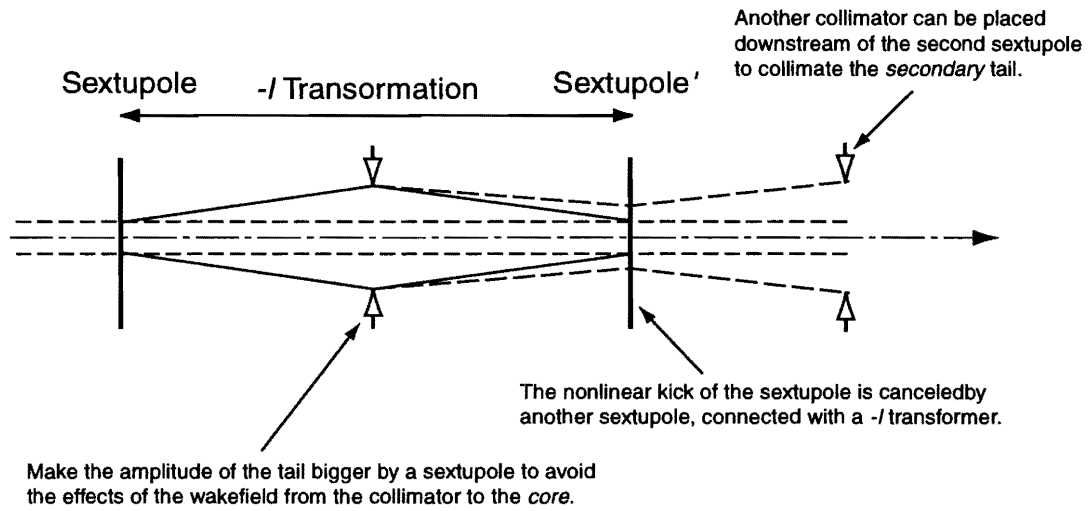 Another collimator can be placed
downstream of the second sextupole
to collimate the secondary tail.
Sextupole
-I Transormation
Sextupole'
The nonlinear kick of the sextupole is canceledby
another sextupole, connected with a -I transformer.
Make the amplitude of the tail bigger by a sextupole to avoid
the effects of the wakefield from the collimator to the core.